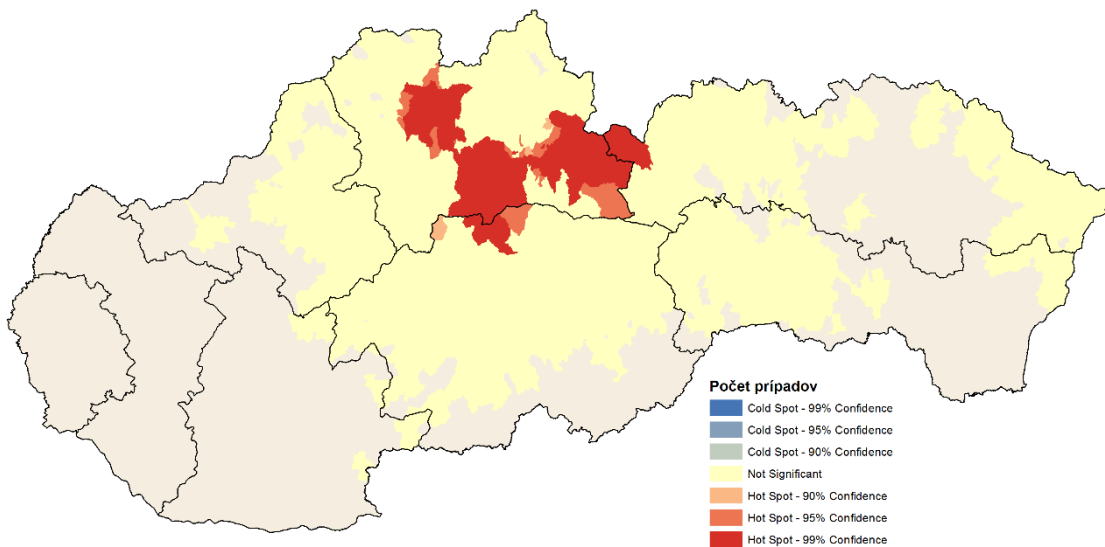 Počet prípadov
Cold Spot - 99% Confidence
Cold Spot - 95% Confidence
Cold Spot - 90% Confidence
Not Significant
Hot Spot - 90% Confidence
Hot Spot - 95% Confidence
Hot Spot - 99% Confidence